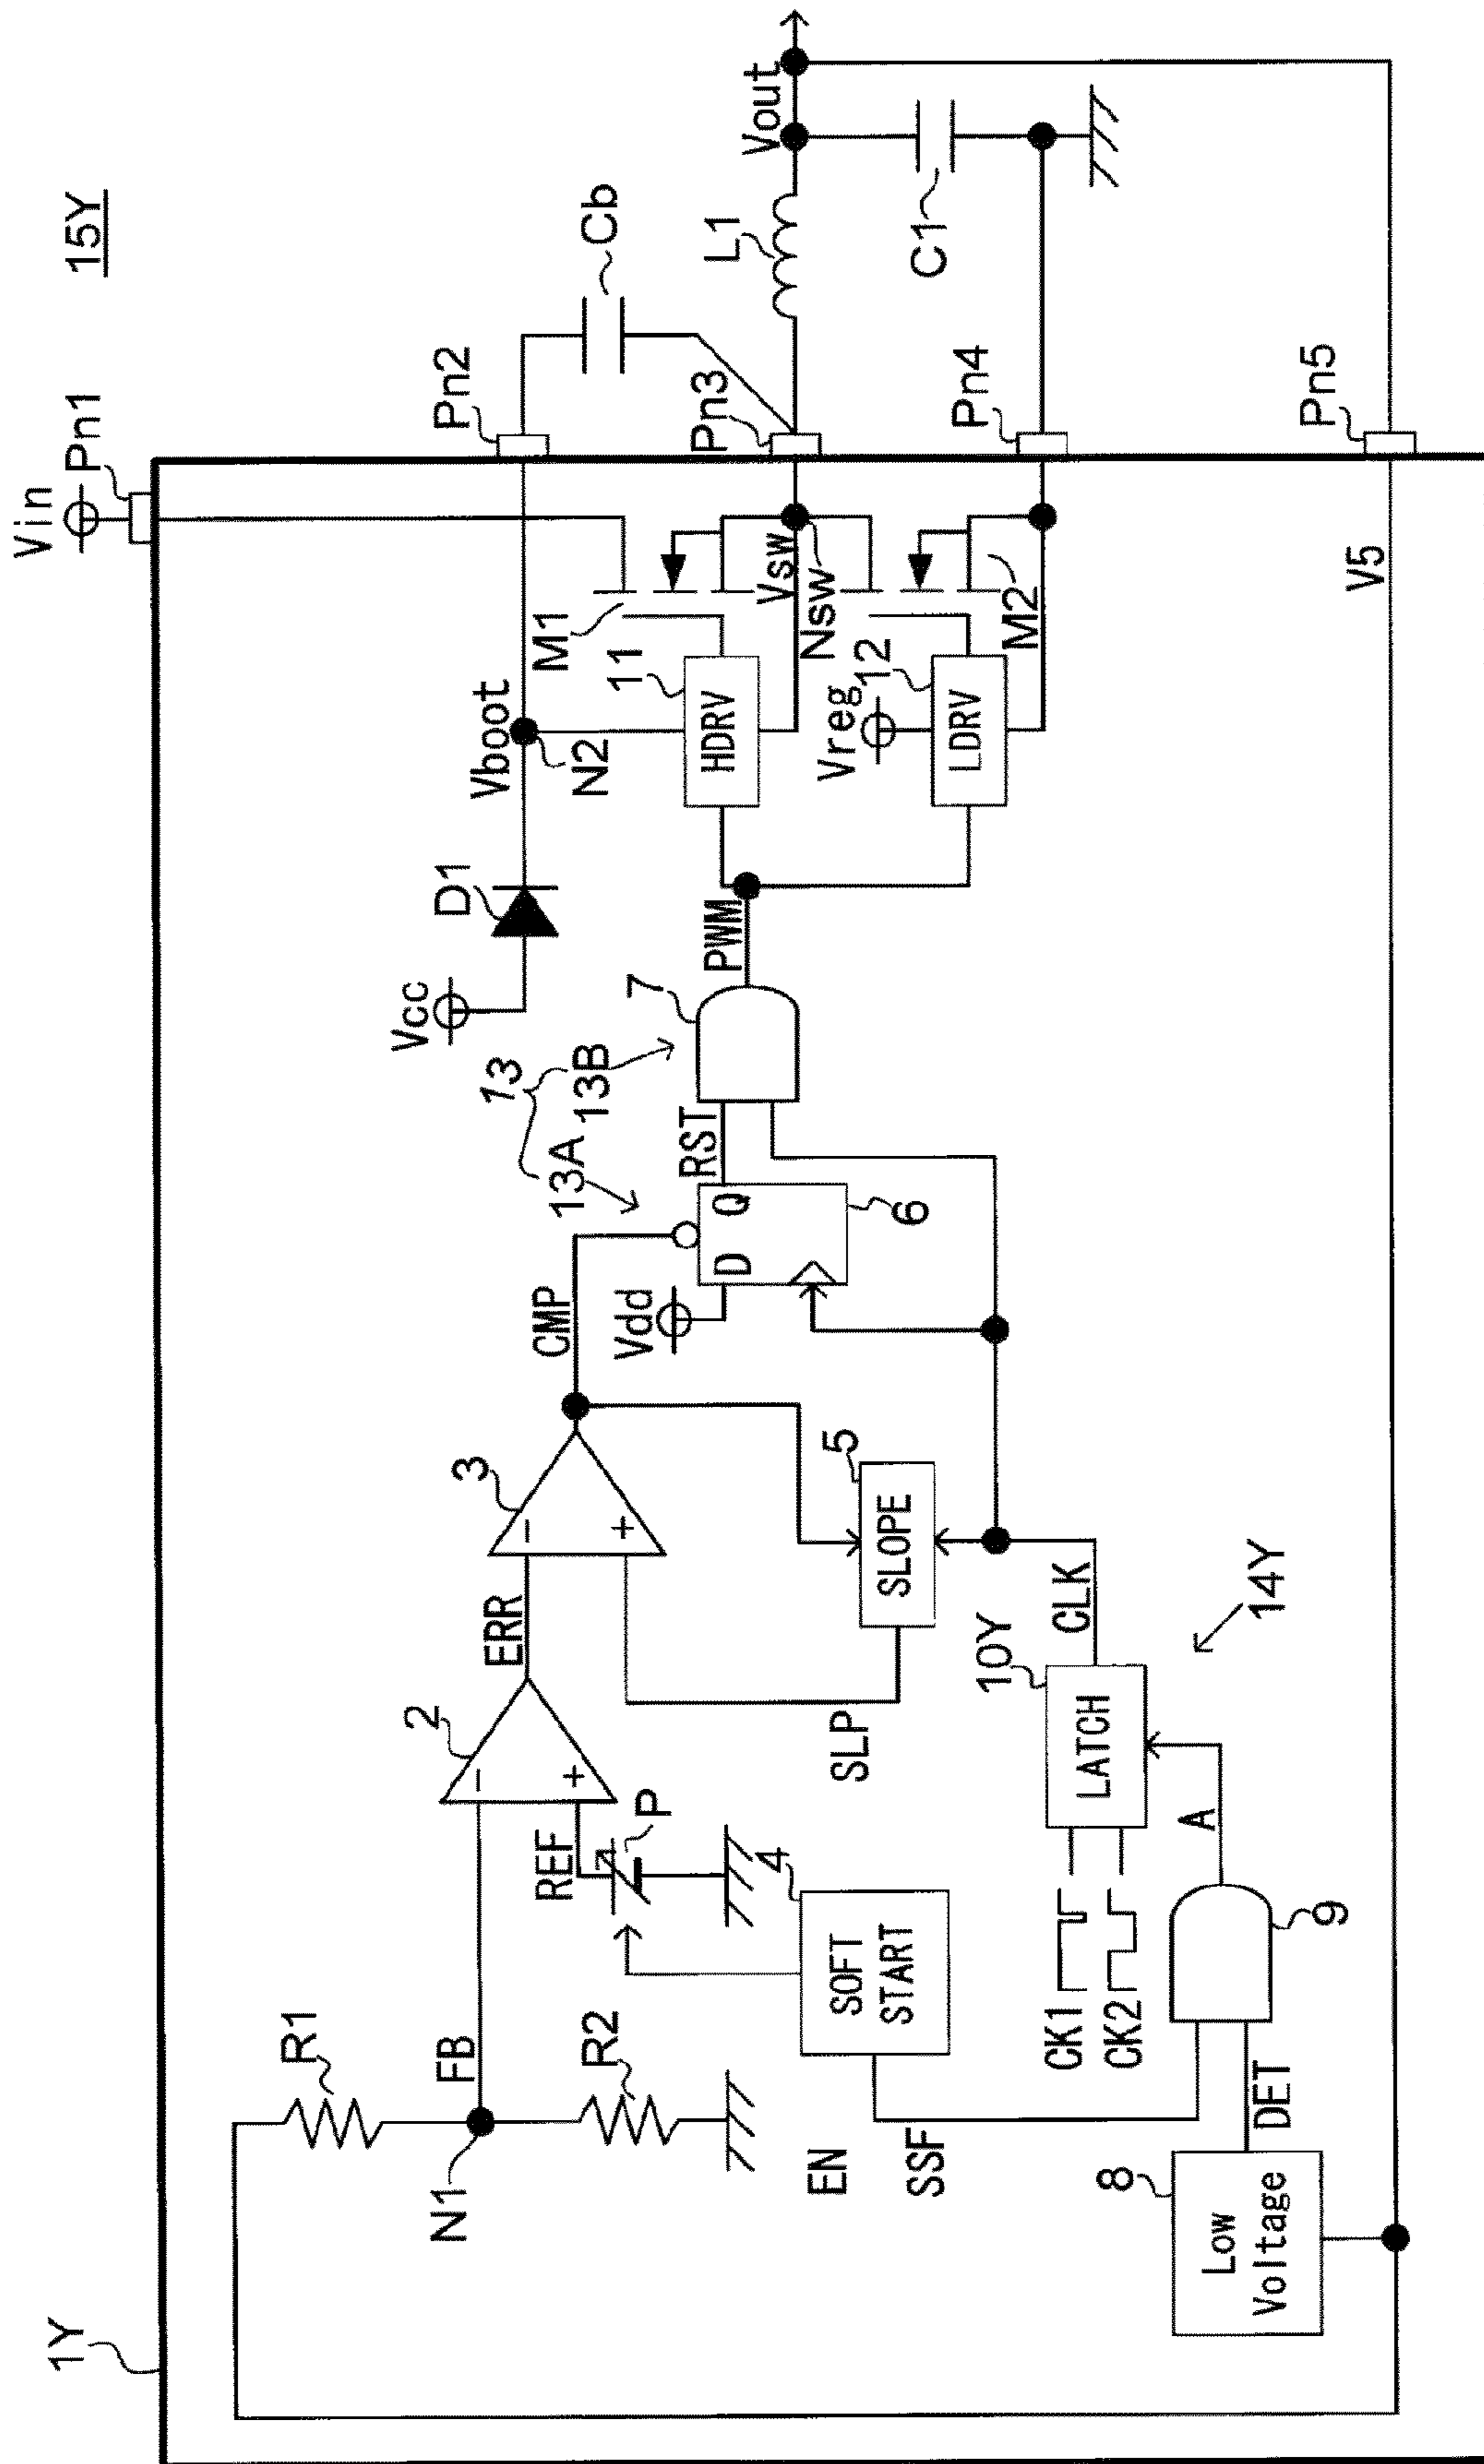 15Y
1Y
Vin
Pn1
Pn2
Cb
Vboot
N2
D1
Vcc
M1
11
HDRV
Vsw
Nsw
Pn3
L1
Vout
C1
Vreg
12
LDRV
M2
Pn4
Pn5
V5
PWM
7
13
13A
13B
RST
D
Q
6
Vdd
CMP
3
-
+
ERR
5
SLOPE
SLP
2
-
+
REF
P
FB
R1
N1
R2
4
SOFT
START
EN
SSF
CLK
10Y
LATCH
14Y
CK1
CK2
A
9
DET
8
Low
Voltage